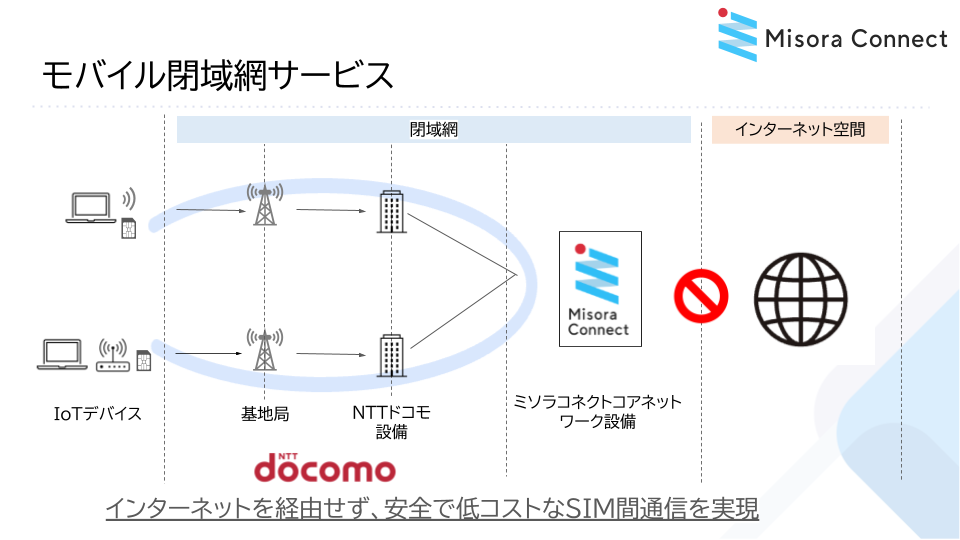 Misora Connect
モバイル閉域網サービス
閉域網
インターネット空間
Misora
Connect
IoTデバイス
基地局
NTTドコモ
設備
ミソラコネクトコアネット
ワーク設備
NTT
docomo
インターネットを経由せず、安全で低コストなSIM間通信を実現